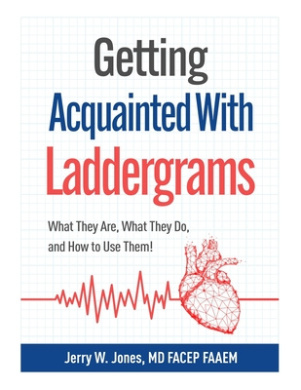 Getting
Acquainted With
Laddergrams
What They Are, What They Do,
and How to Use Them!
Jerry W. Jones, MD FACEP FAAEM